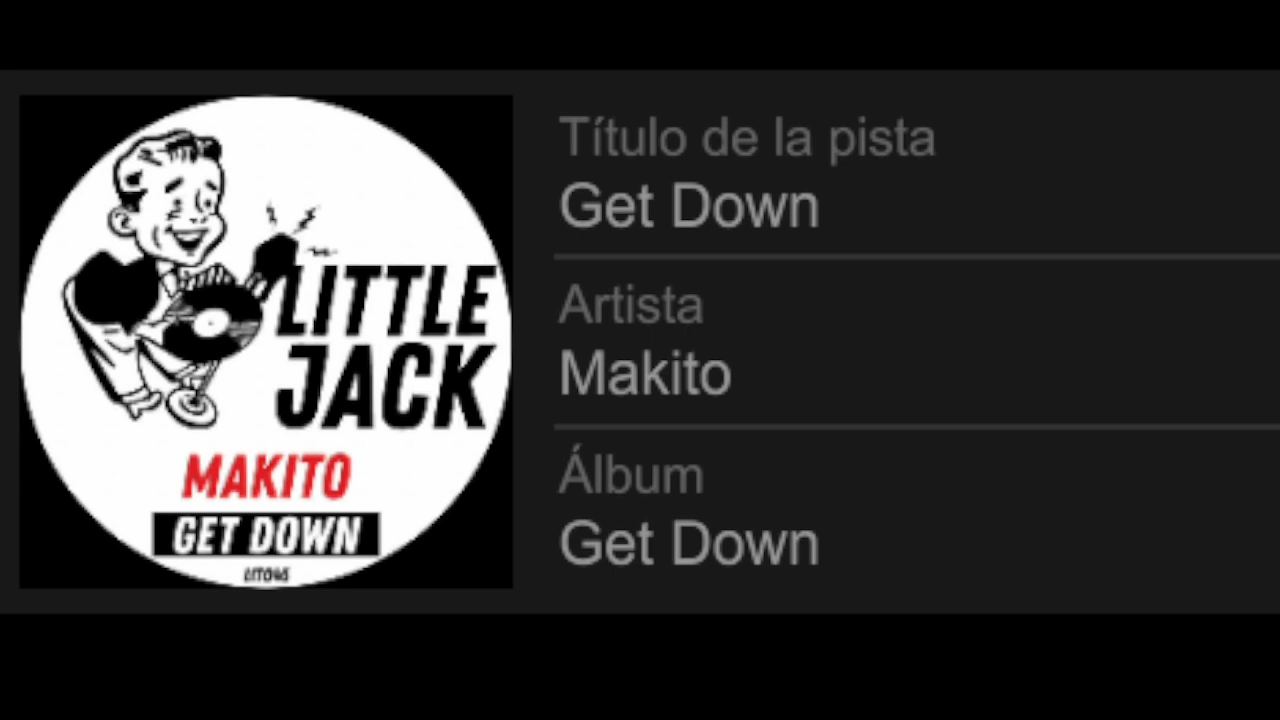 LITTLE
JACK
MAKITO
GET DOWN
Título de la pista
Get Down
Artista
Makito
Álbum
Get Down